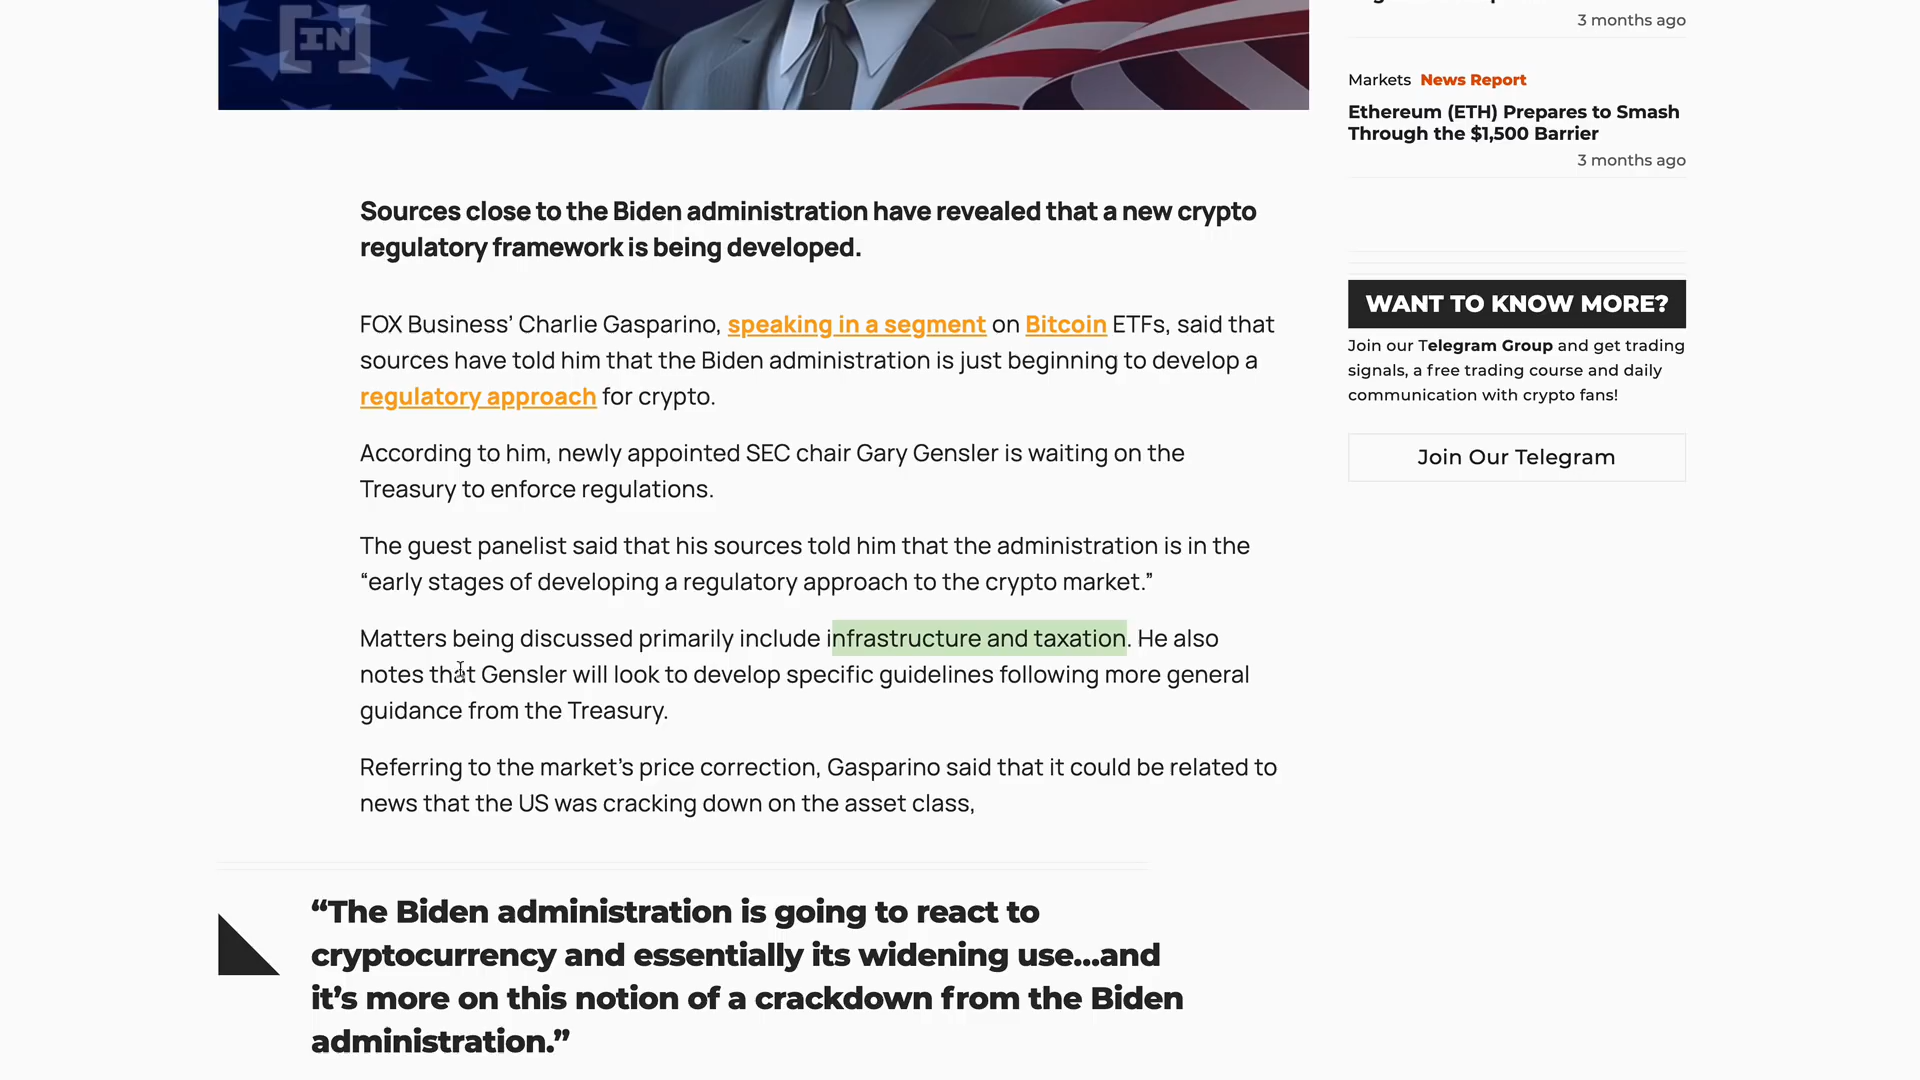 [IN]
Sources close to the Biden administration have revealed that a new crypto
regulatory framework is being developed.
FOX Business’ Charlie Gasparino, speaking in a segment on Bitcoin ETFs, said that
sources have told him that the Biden administration is just beginning to develop a
regulatory approach for crypto.
According to him, newly appointed SEC chair Gary Gensler is waiting on the
Treasury to enforce regulations.
The guest panelist said that his sources told him that the administration is in the
“early stages of developing a regulatory approach to the crypto market.”
Matters being discussed primarily include infrastructure and taxation. He also
notes that Gensler will look to develop specific guidelines following more general
guidance from the Treasury.
Referring to the market’s price correction, Gasparino said that it could be related to
news that the US was cracking down on the asset class,
“The Biden administration is going to react to
cryptocurrency and essentially its widening use...and
it’s more on this notion of a crackdown from the Biden
administration.”
3 months ago
Markets News Report
Ethereum (ETH) Prepares to Smash
Through the $1,500 Barrier
3 months ago
WANT TO KNOW MORE?
Join our Telegram Group and get trading
signals, a free trading course and daily
communication with crypto fans!
Join Our Telegram